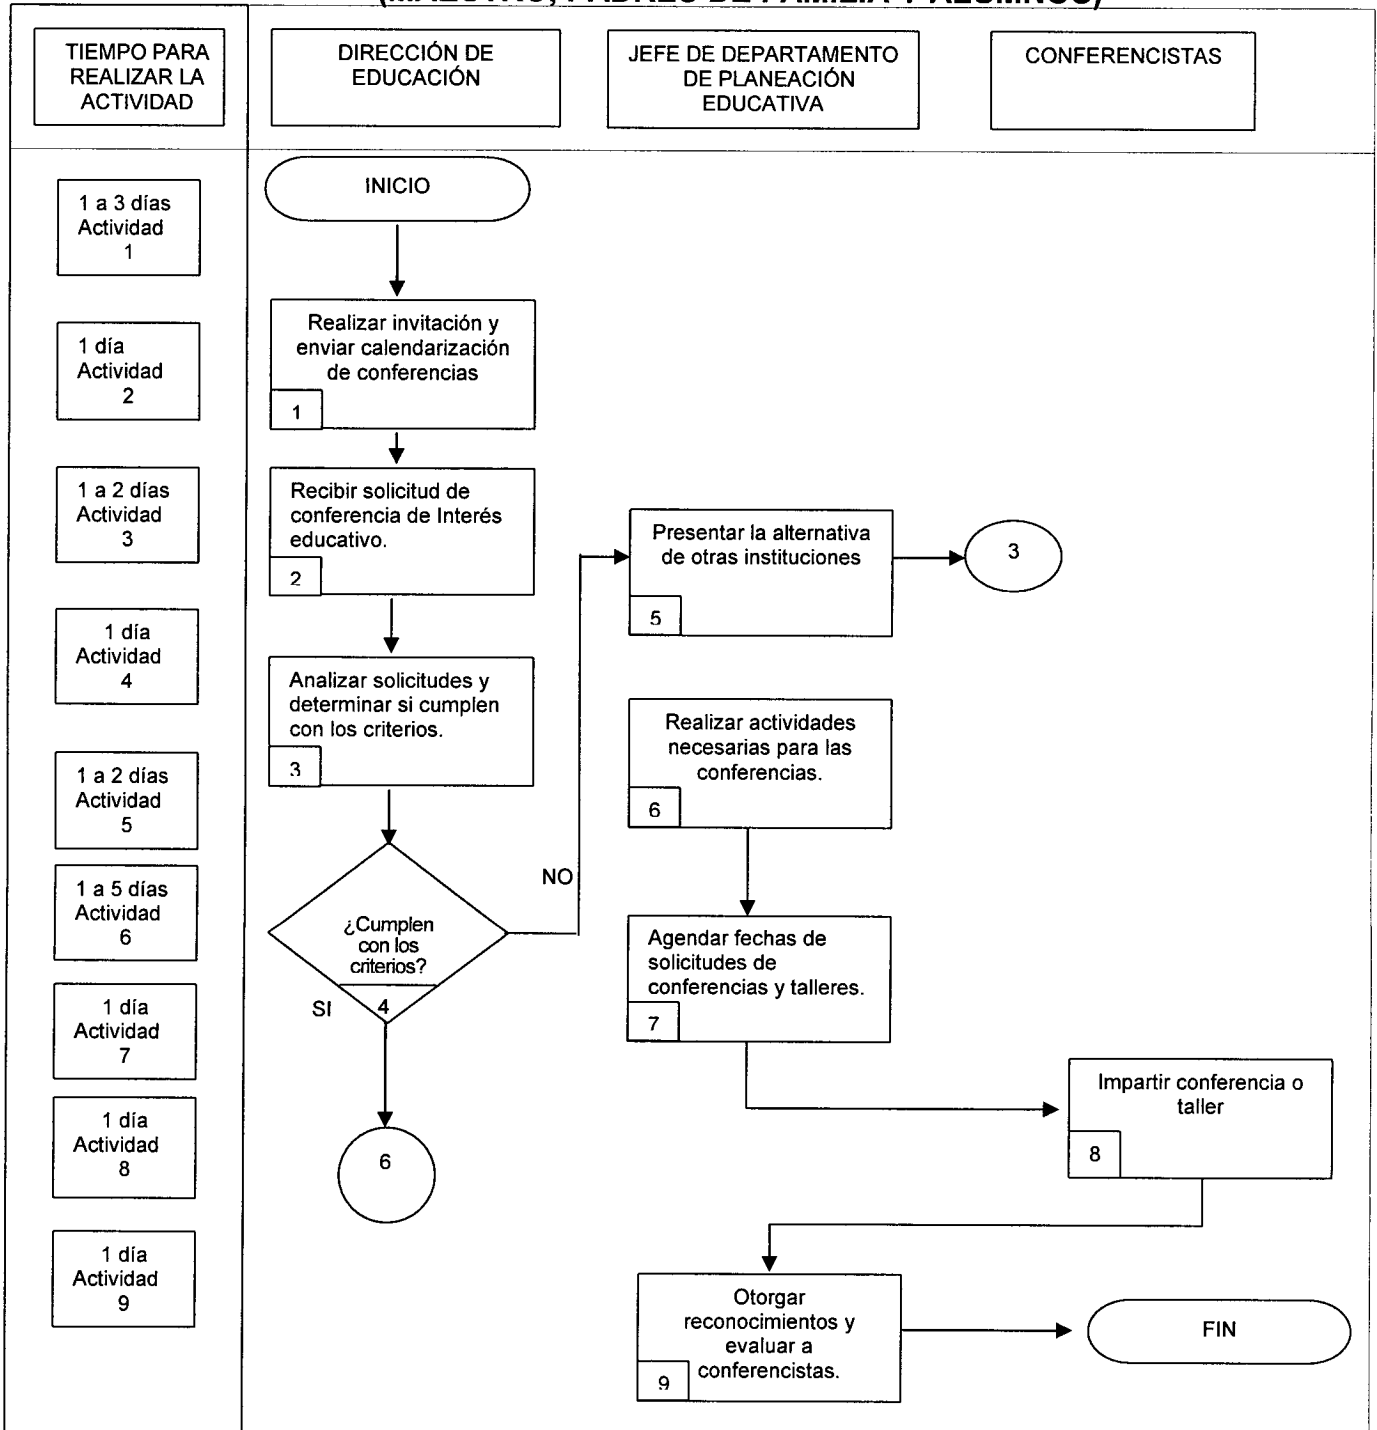 (MAESTRO, PADRES DE FAMILIA Y ALUMNOS)
TIEMPO PARA
REALIZAR LA
ACTIVIDAD
DIRECCIÓN DE
EDUCACIÓN
JEFE DE DEPARTAMENTO
DE PLANEACIÓN
EDUCATIVA
CONFERENCISTAS
1 a 3 días
Actividad
1
1 día
Actividad
2
1 a 2 días
Actividad
3
1 día
Actividad
4
1 a 2 días
Actividad
5
1 a 5 días
Actividad
6
1 día
Actividad
7
1 día
Actividad
8
1 día
Actividad
9
INICIO
Realizar invitación y
enviar calendarización
de conferencias
1
Recibir solicitud de
conferencia de Interés
educativo.
2
Analizar solicitudes y
determinar si cumplen
con los criterios.
3
¿Cumplen
con los
criterios?
4
NO
SI
6
Presentar la alternativa
de otras instituciones
5
3
Realizar actividades
necesarias para las
conferencias.
6
Agendar fechas de
solicitudes de
conferencias y talleres.
7
Impartir conferencia o
taller
8
Otorgar
reconocimientos y
evaluar a
conferencistas.
9
FIN